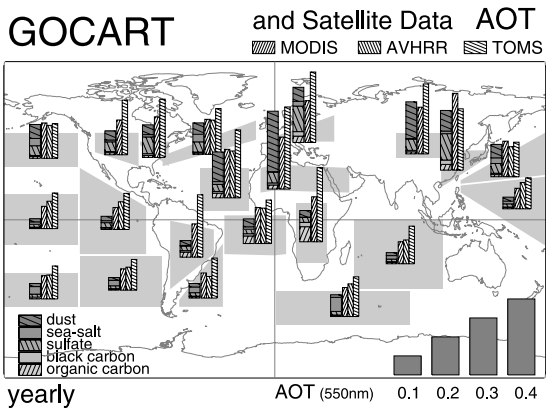 GOCART and Satellite Data AOT
MODIS AVHRR TOMS
dust
sea-salt
sulfate
black carbon
organic carbon
yearly AOT (550nm) 0.1 0.2 0.3 0.4